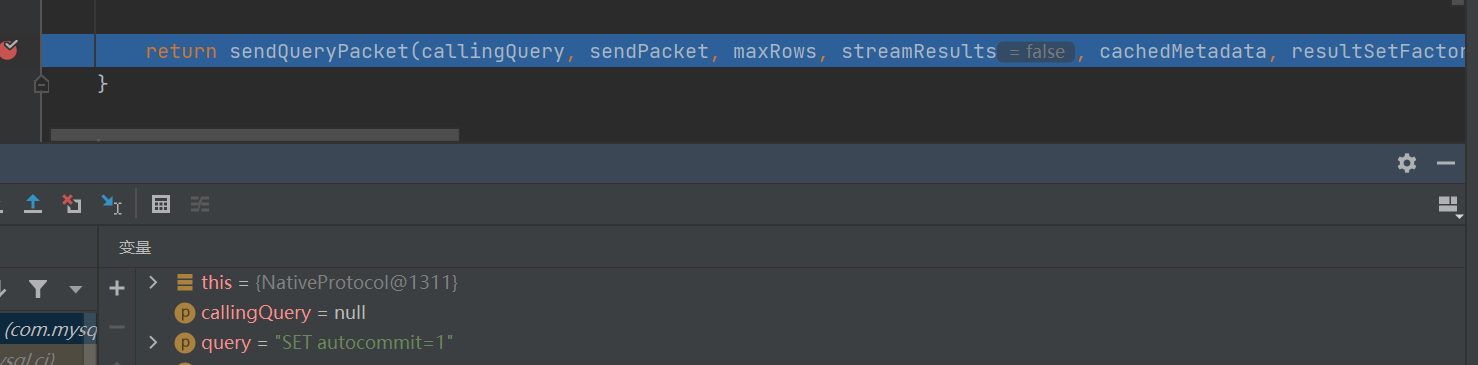 return sendQueryPacket(callingQuery, sendPacket, maxRows, streamResults = false , cachedMetadata, resultSetFactor
}
变量
this = {NativeProtocol@1311}
callingQuery = null
(com.mysq
query = "SET autocommit=1"
ysql.cj)